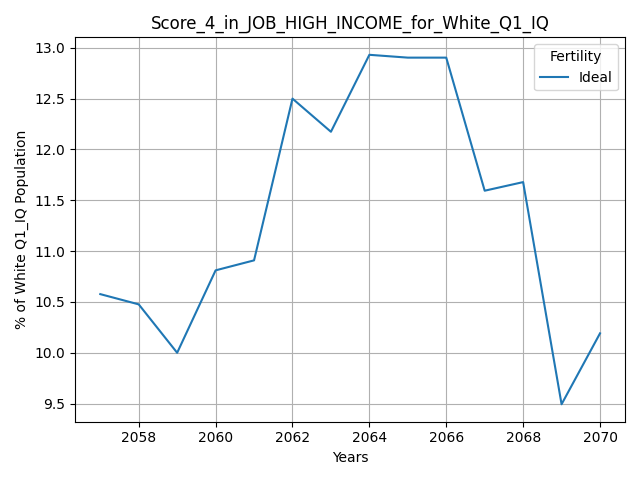 Score_4_in_JOB_HIGH_INCOME_for_White_Q1_IQ
Fertility
Ideal
% of White Q1_IQ Population
13.0
12.5
12.0
11.5
11.0
10.5
10.0
9.5
2058 2060 2062 2064 2066 2068 2070
Years